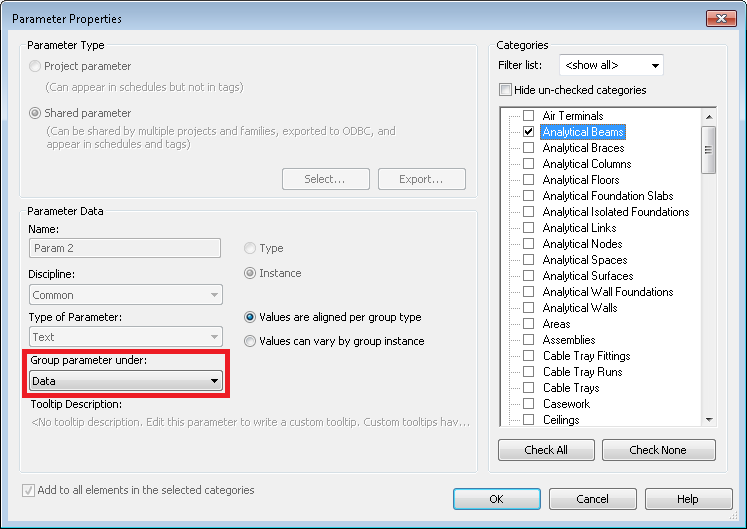 Parameter Properties
Parameter Type
Project parameter
(Can appear in schedules but not in tags)
Shared parameter
(Can be shared by multiple projects and families, exported to ODBC, and
appear in schedules and tags)
Select...
Export...
Parameter Data
Name:
Param 2
Type
Discipline:
Instance
Common
Type of Parameter:
Values are aligned per group type
Text
Values can vary by group instance
Group parameter under:
Data
Tooltip Description:
<No tooltip description. Edit this parameter to write a custom tooltip. Custom tooltips hav...
Add to all elements in the selected categories
Categories
Filter list:
<show all>
Hide un-checked categories
Air Terminals
Analytical Beams
Analytical Braces
Analytical Columns
Analytical Floors
Analytical Foundation Slabs
Analytical Isolated Foundations
Analytical Links
Analytical Nodes
Analytical Spaces
Analytical Surfaces
Analytical Wall Foundations
Analytical Walls
Areas
Assemblies
Cable Tray Fittings
Cable Tray Runs
Cable Trays
Casework
Ceilings
Check All
Check None
OK
Cancel
Help